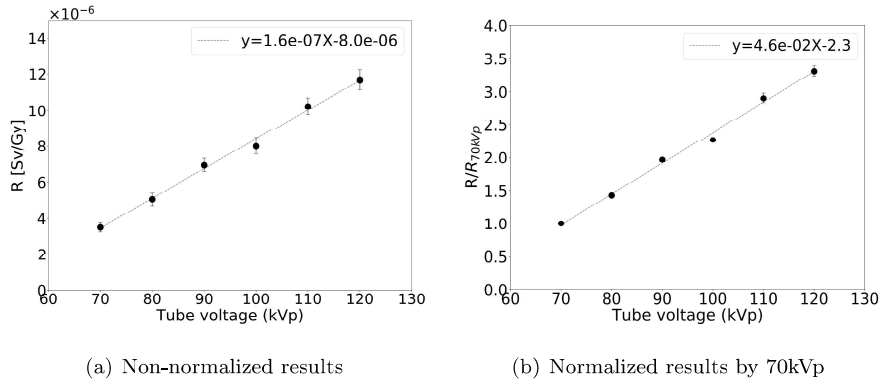 ×10⁻⁶
y=1.6e-07X-8.0e-06
14
12
10
8
6
4
2
0
R [Sv/Gy]
60 70 80 90 100 110 120 130
Tube voltage (kVp)
(a) Non-normalized results
y=4.6e-02X-2.3
4.0
3.5
3.0
2.5
2.0
1.5
1.0
0.5
0.0
R/R70kVp
60 70 80 90 100 110 120 130
Tube voltage (kVp)
(b) Normalized results by 70kVp